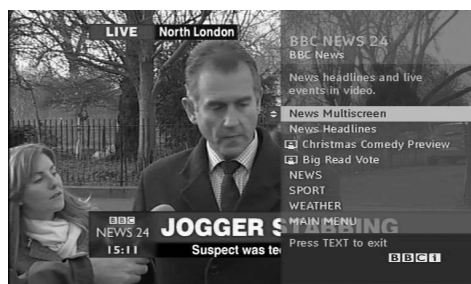 LIVE North London
BBC NEWS 24
BBC News
News headlines and live
events in video.
News Multiscreen
News Headlines
Christmas Comedy Preview
Big Read Vote
NEWS
SPORT
WEATHER
MAIN MENU
Press TEXT to exit
BBC i
BBC
NEWS 24
15:11
JOGGER STABBING
Suspect was